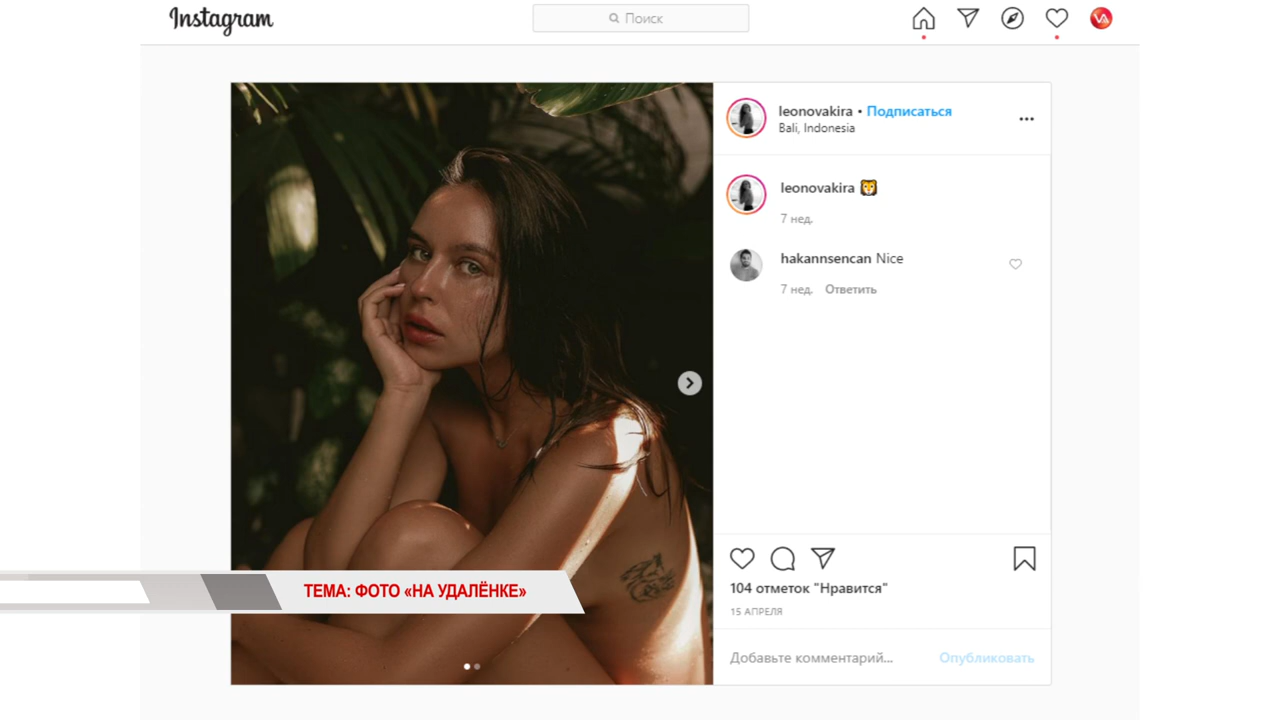 Instagram
Поиск
leonovakira • Подписаться
Bali, Indonesia
leonovakira
7 нед.
hakannsencan Nice
7 нед. Ответить
104 отметок "Нравится"
15 АПРЕЛЯ
Добавьте комментарий... Опубликовать
ТЕМА: ФОТО «НА УДАЛЁНКЕ»